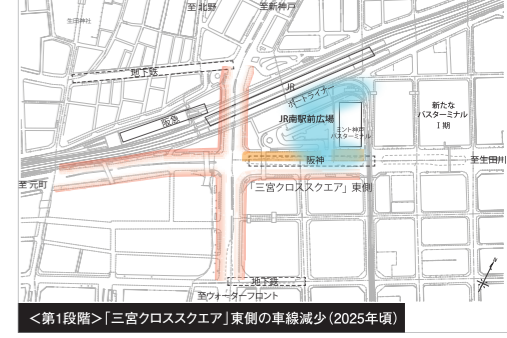 至 北野
至新神戸
生田神社
地下鉄
JR
ポートライナー
阪急
JR南駅前広場
ミント神戸
バスターミナル
新たな
バスターミナル
Ⅰ期
阪神
至生田川
至 元町
「三宮クロススクエア」東側
地下鉄
至ウォーターフロント
＜第1段階＞「三宮クロススクエア」東側の車線減少（2025年頃）